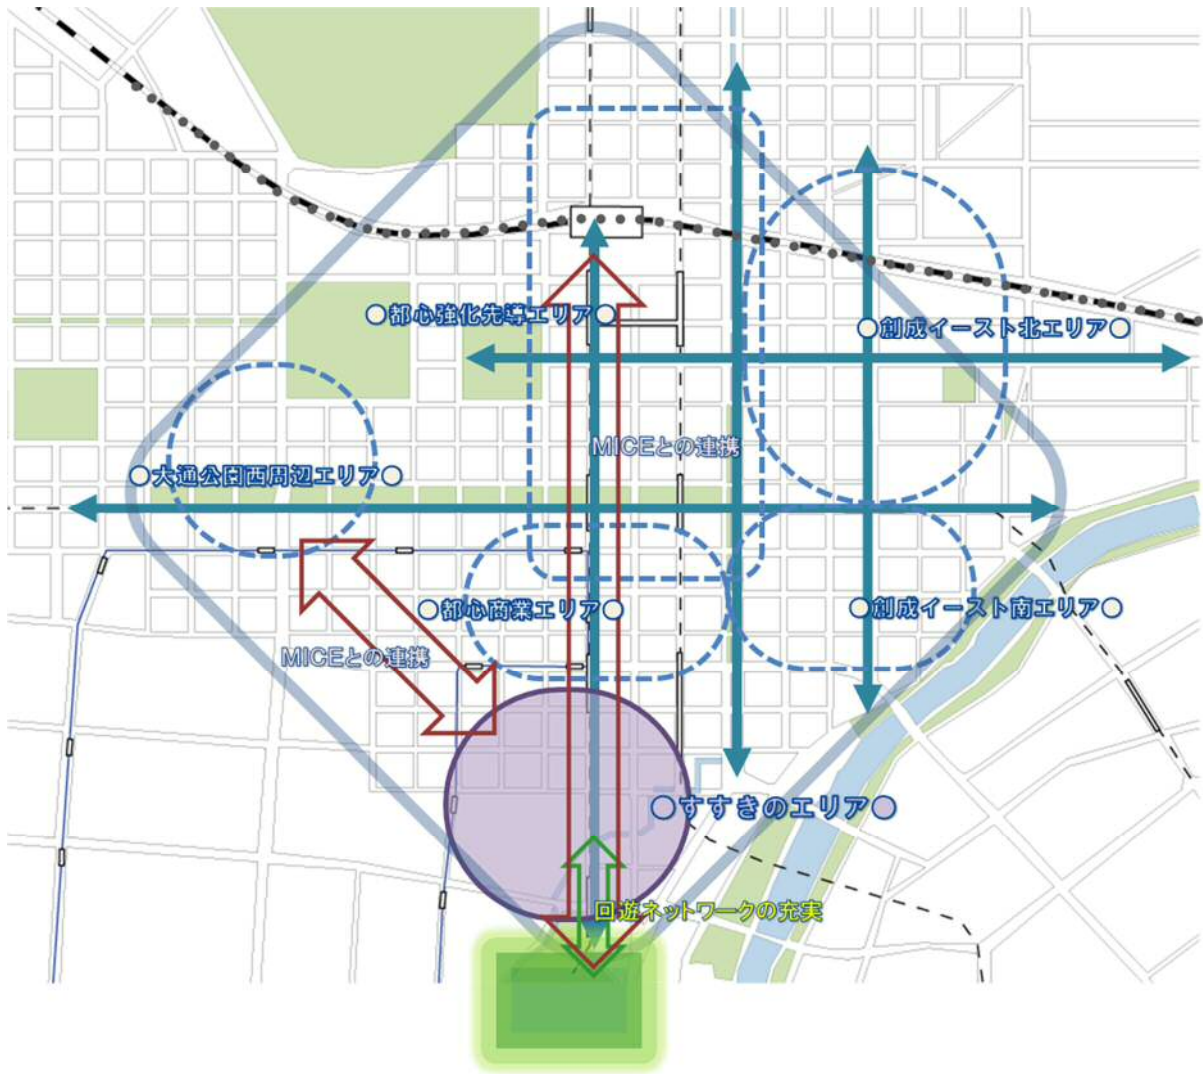 ○都心強化先導エリア○
○創成イースト北エリア○
MICEとの連携
○大通公園西周辺エリア○
○都心商業エリア○
○創成イースト南エリア○
MICEとの連携
○すすきのエリア○
回遊ネットワークの充実